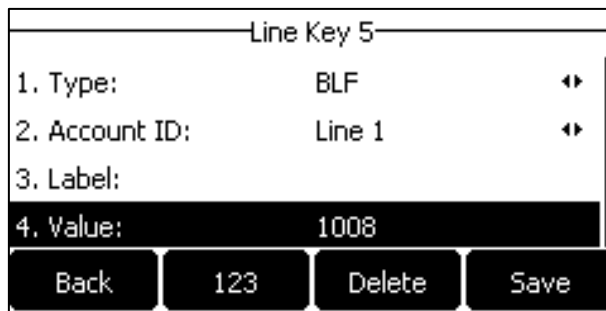 Line Key 5
1. Type: BLF
2. Account ID: Line 1
3. Label:
4. Value: 1008
Back 123 Delete Save